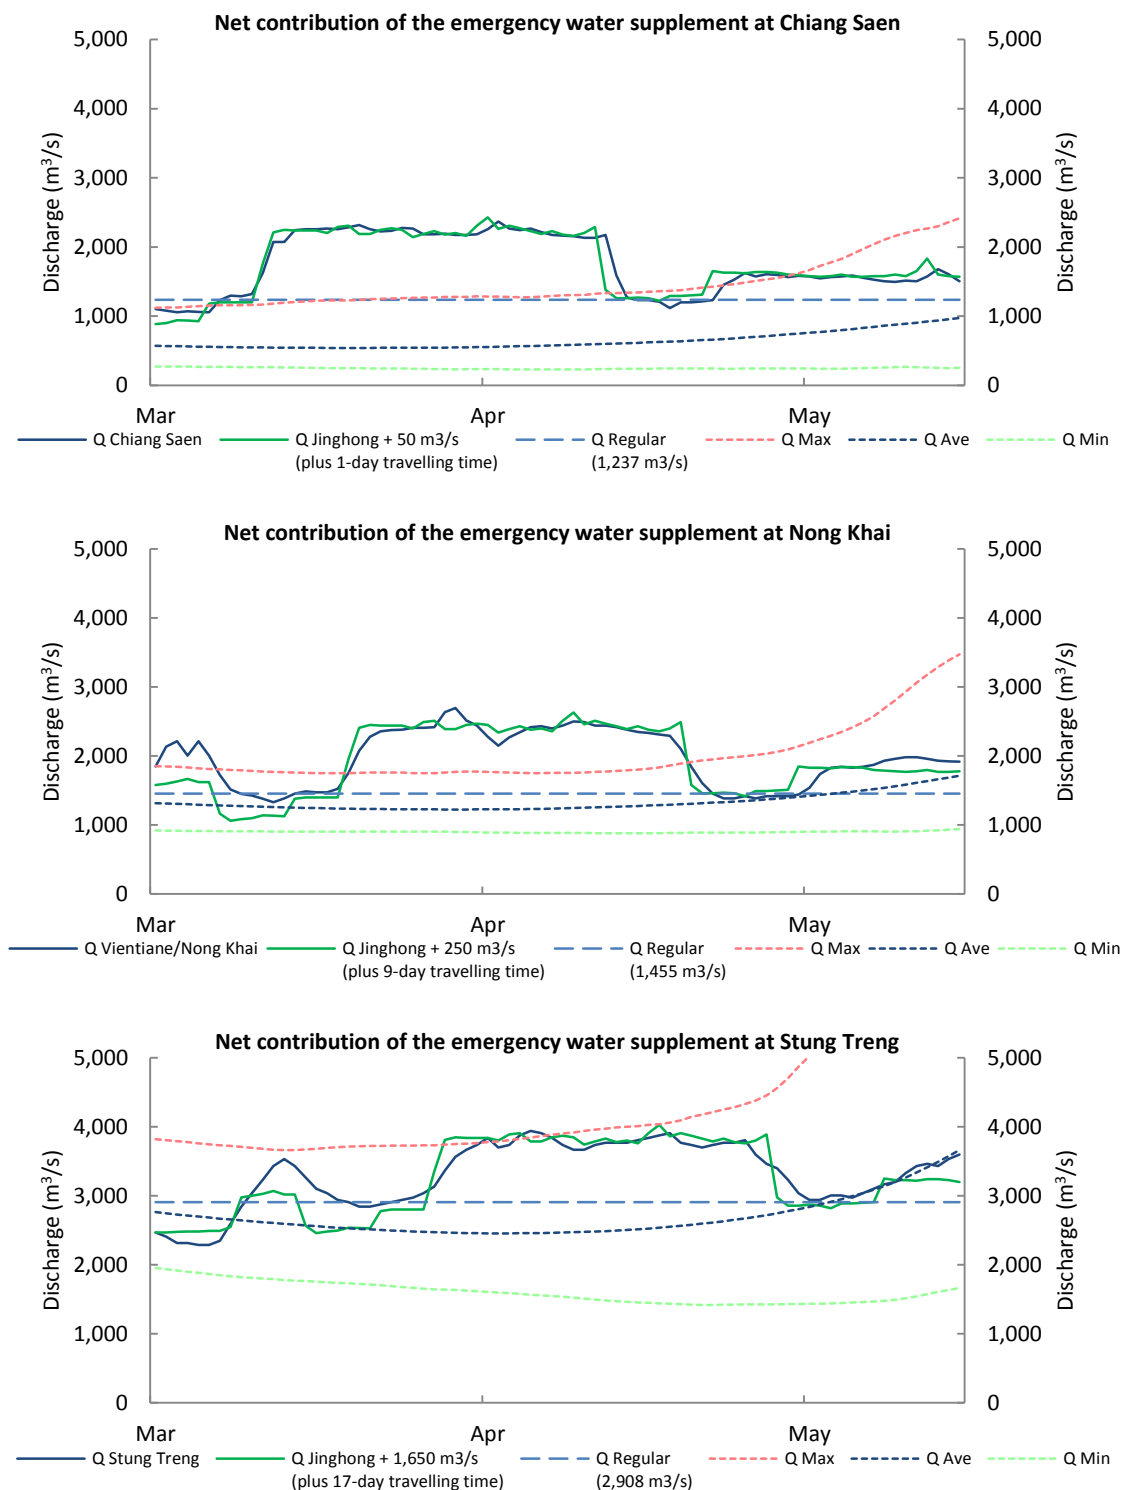 Net contribution of the emergency water supplement at Chiang Saen
5,000 5,000
4,000 4,000
3,000 3,000
2,000 2,000
1,000 1,000
0 0
Discharge (m³/s)
Discharge (m³/s)
Mar Apr May
Q Chiang Saen Q Jinghong + 50 m3/s Q Regular Q Max Q Ave Q Min
(plus 1-day travelling time) (1,237 m3/s)
Net contribution of the emergency water supplement at Nong Khai
5,000 5,000
4,000 4,000
3,000 3,000
2,000 2,000
1,000 1,000
0 0
Discharge (m³/s)
Discharge (m³/s)
Mar Apr May
Q Vientiane/Nong Khai Q Jinghong + 250 m3/s Q Regular Q Max Q Ave Q Min
(plus 9-day travelling time) (1,455 m3/s)
Net contribution of the emergency water supplement at Stung Treng
5,000 5,000
4,000 4,000
3,000 3,000
2,000 2,000
1,000 1,000
0 0
Discharge (m³/s)
Discharge (m³/s)
Mar Apr May
Q Stung Treng Q Jinghong + 1,650 m3/s Q Regular Q Max Q Ave Q Min
(plus 17-day travelling time) (2,908 m3/s)